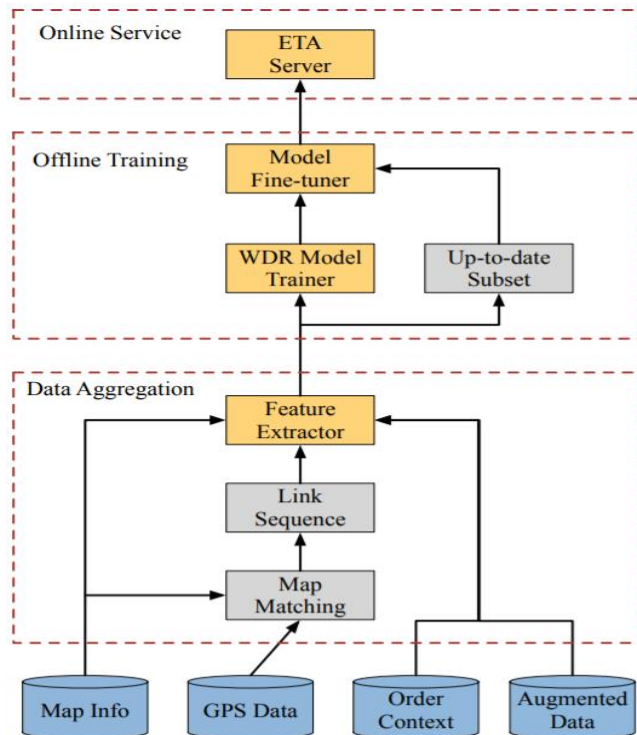 Online Service
ETA
Server
Offline Training
Model
Fine-tuner
WDR Model
Trainer
Up-to-date
Subset
Data Aggregation
Feature
Extractor
Link
Sequence
Map
Matching
Map Info
GPS Data
Order
Context
Augmented
Data